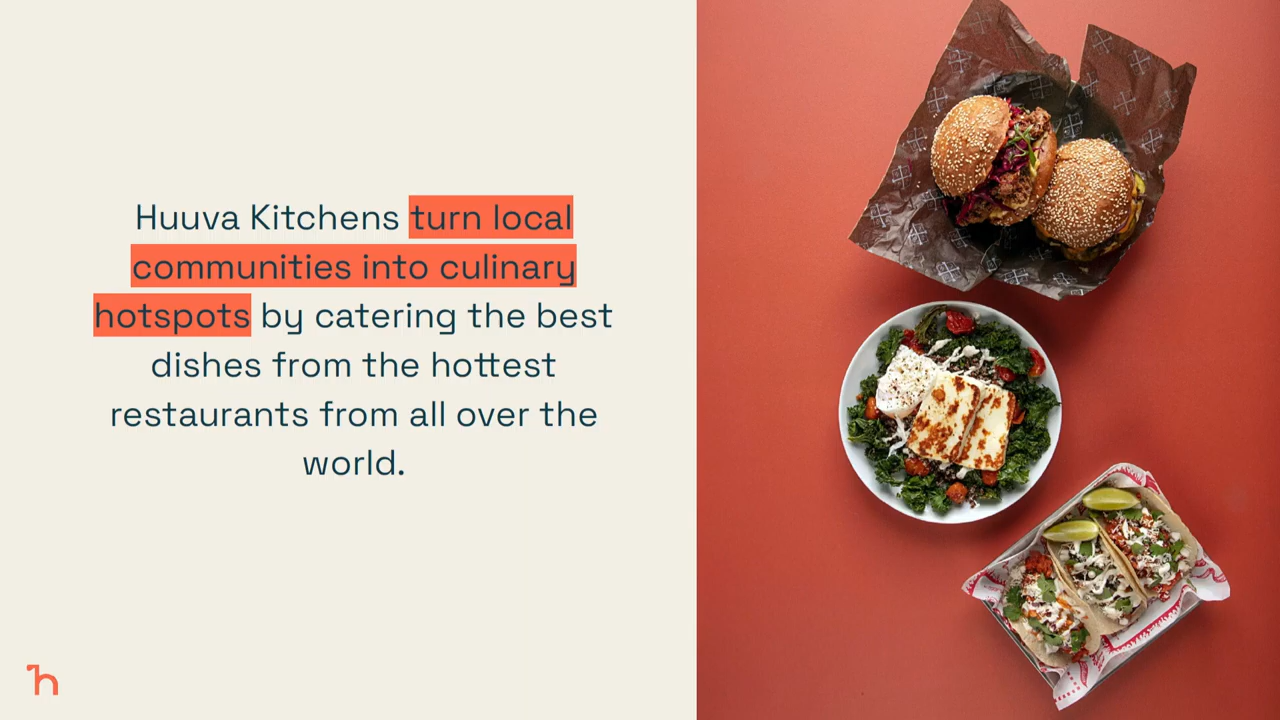 Huuva Kitchens turn local
communities into culinary
hotspots by catering the best
dishes from the hottest
restaurants from all over the
world.
h